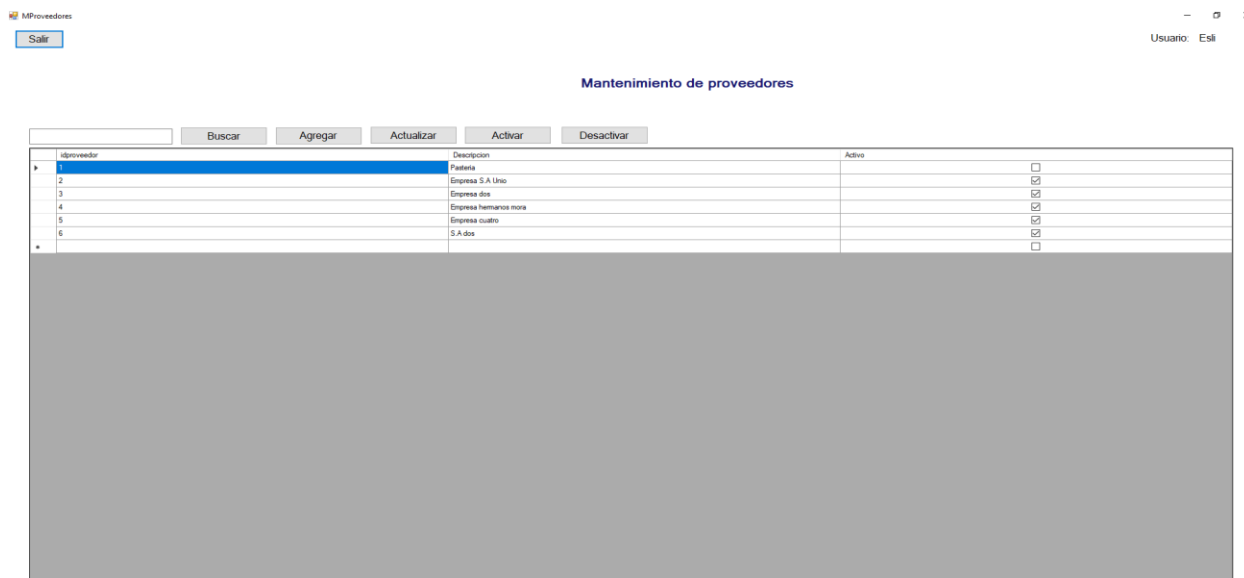 MProveedores
Salir
Usuario: Esli
Mantenimiento de proveedores
Buscar Agregar Actualizar Activar Desactivar
idproveedor Descripcion Activo
1 Pasteria
2 Empresa S.A Unio
3 Empresa dos
4 Empresa hermanos mora
5 Empresa cuatro
6 S.A dos